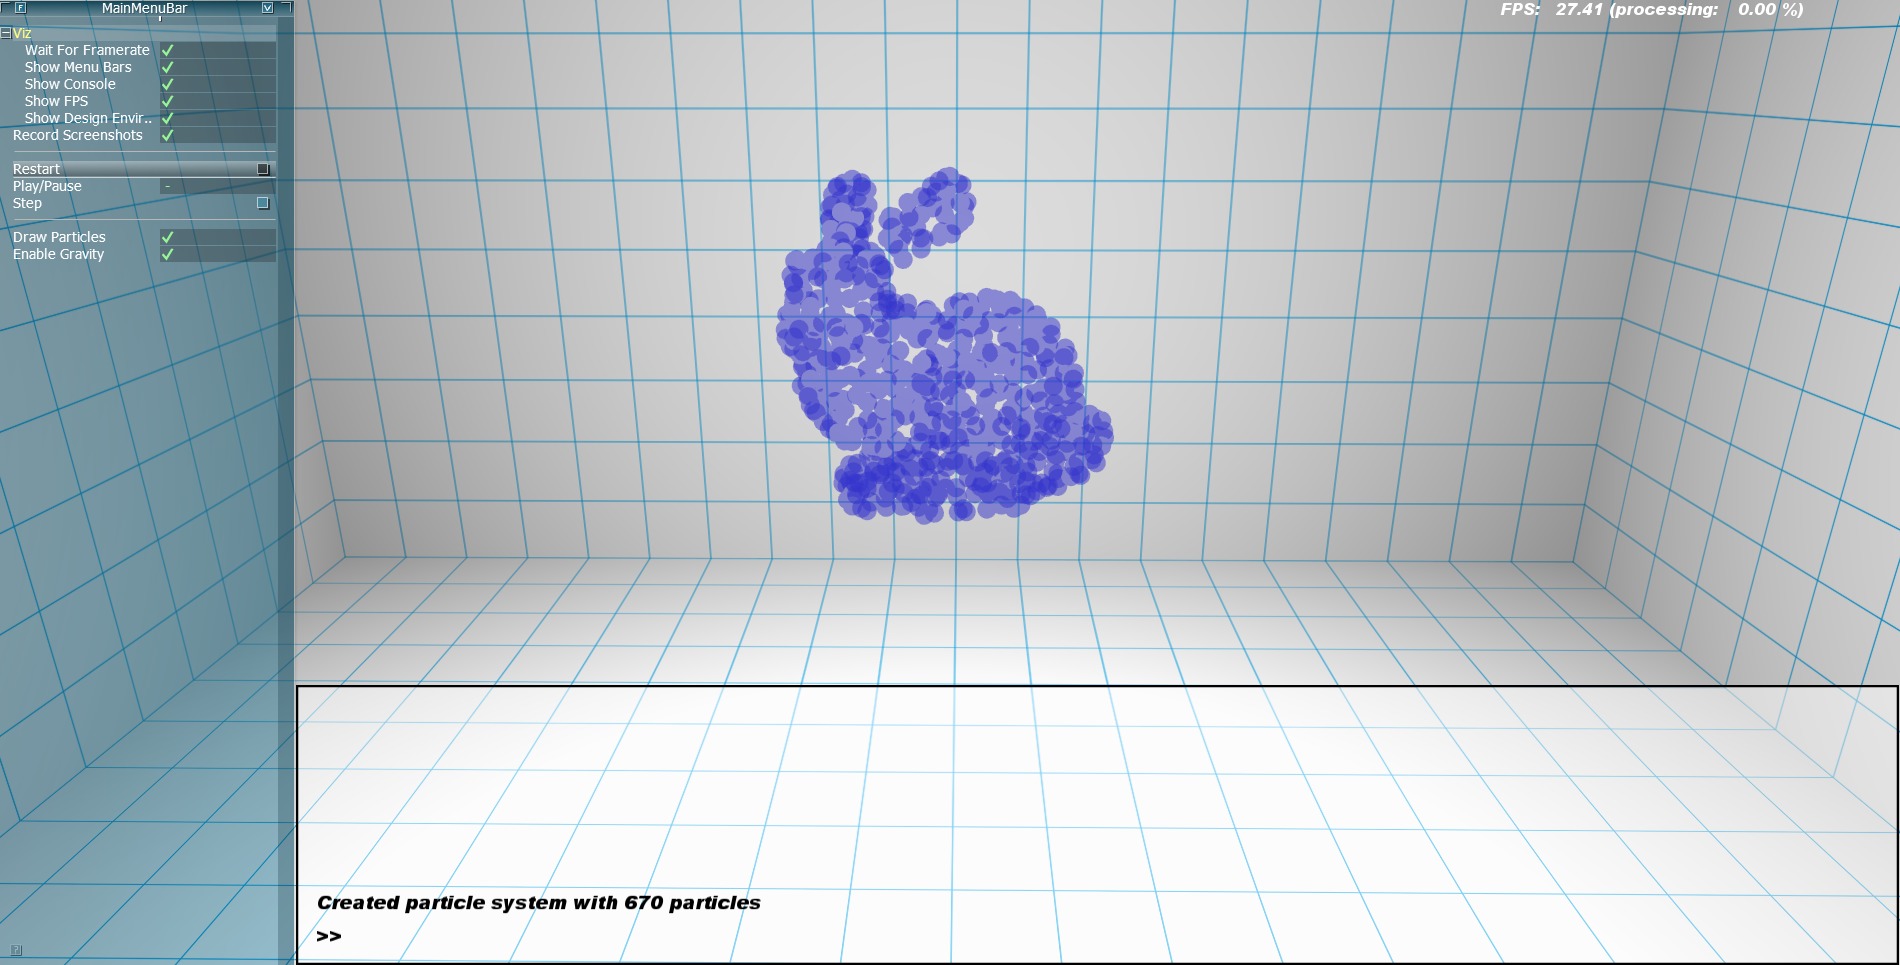 MainMenuBar
FPS: 27.41 (processing: 0.00 %)
Viz
Wait For Framerate
Show Menu Bars
Show Console
Show FPS
Show Design Envir..
Record Screenshots
Restart
Play/Pause -
Step
Draw Particles
Enable Gravity
Created particle system with 670 particles
>>